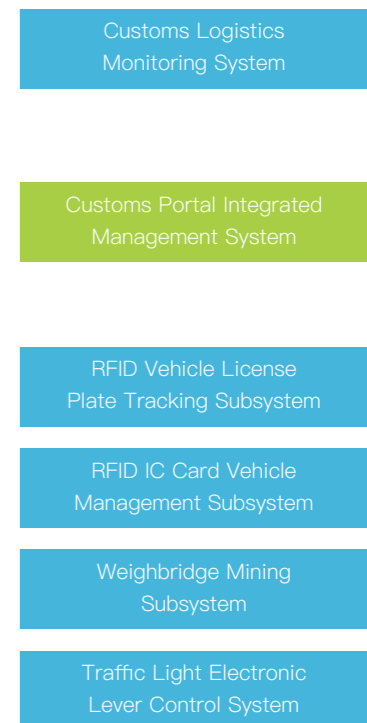 Customs Logistics
Monitoring System
Customs Portal Integrated
Management System
RFID Vehicle License
Plate Tracking Subsystem
RFID IC Card Vehicle
Management Subsystem
Weighbridge Mining
Subsystem
Traffic Light Electronic
Lever Control System